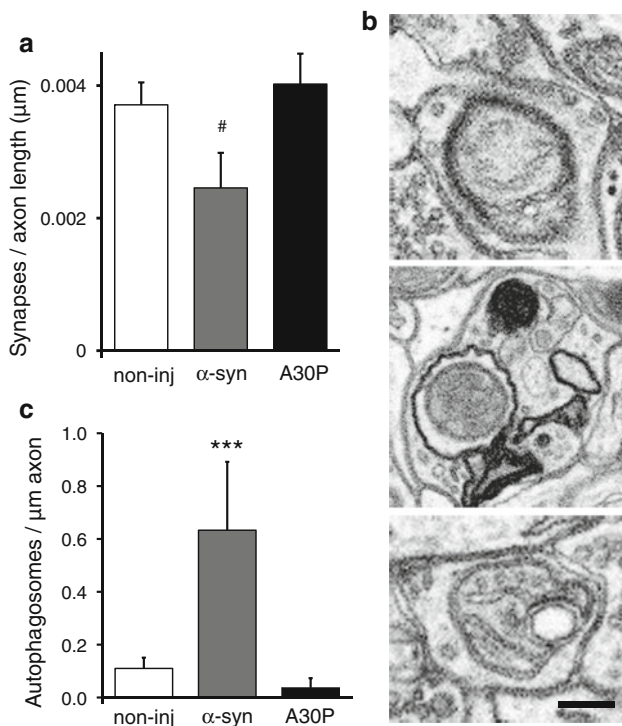 a
Synapses / axon length (µm)
0.004
0.002
0
#
non-inj
α-syn
A30P
b
c
Autophagosomes / µm axon
1.0
0.8
0.6
0.4
0.2
0.0
***
non-inj
α-syn
A30P